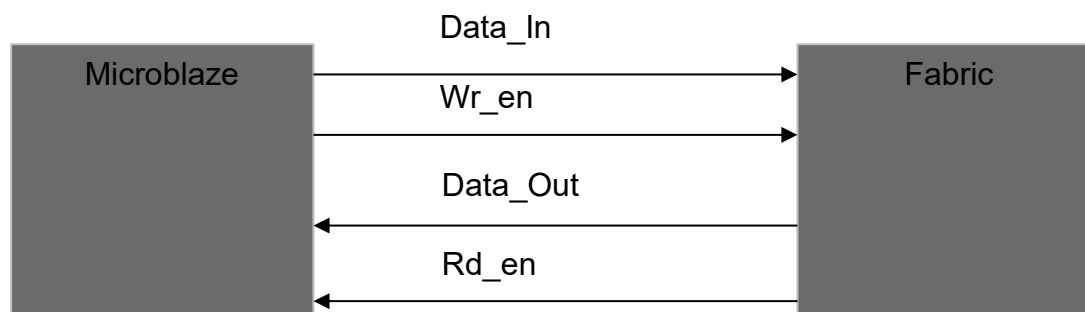 Data_In
Microblaze
Fabric
Wr_en
Data_Out
Rd_en